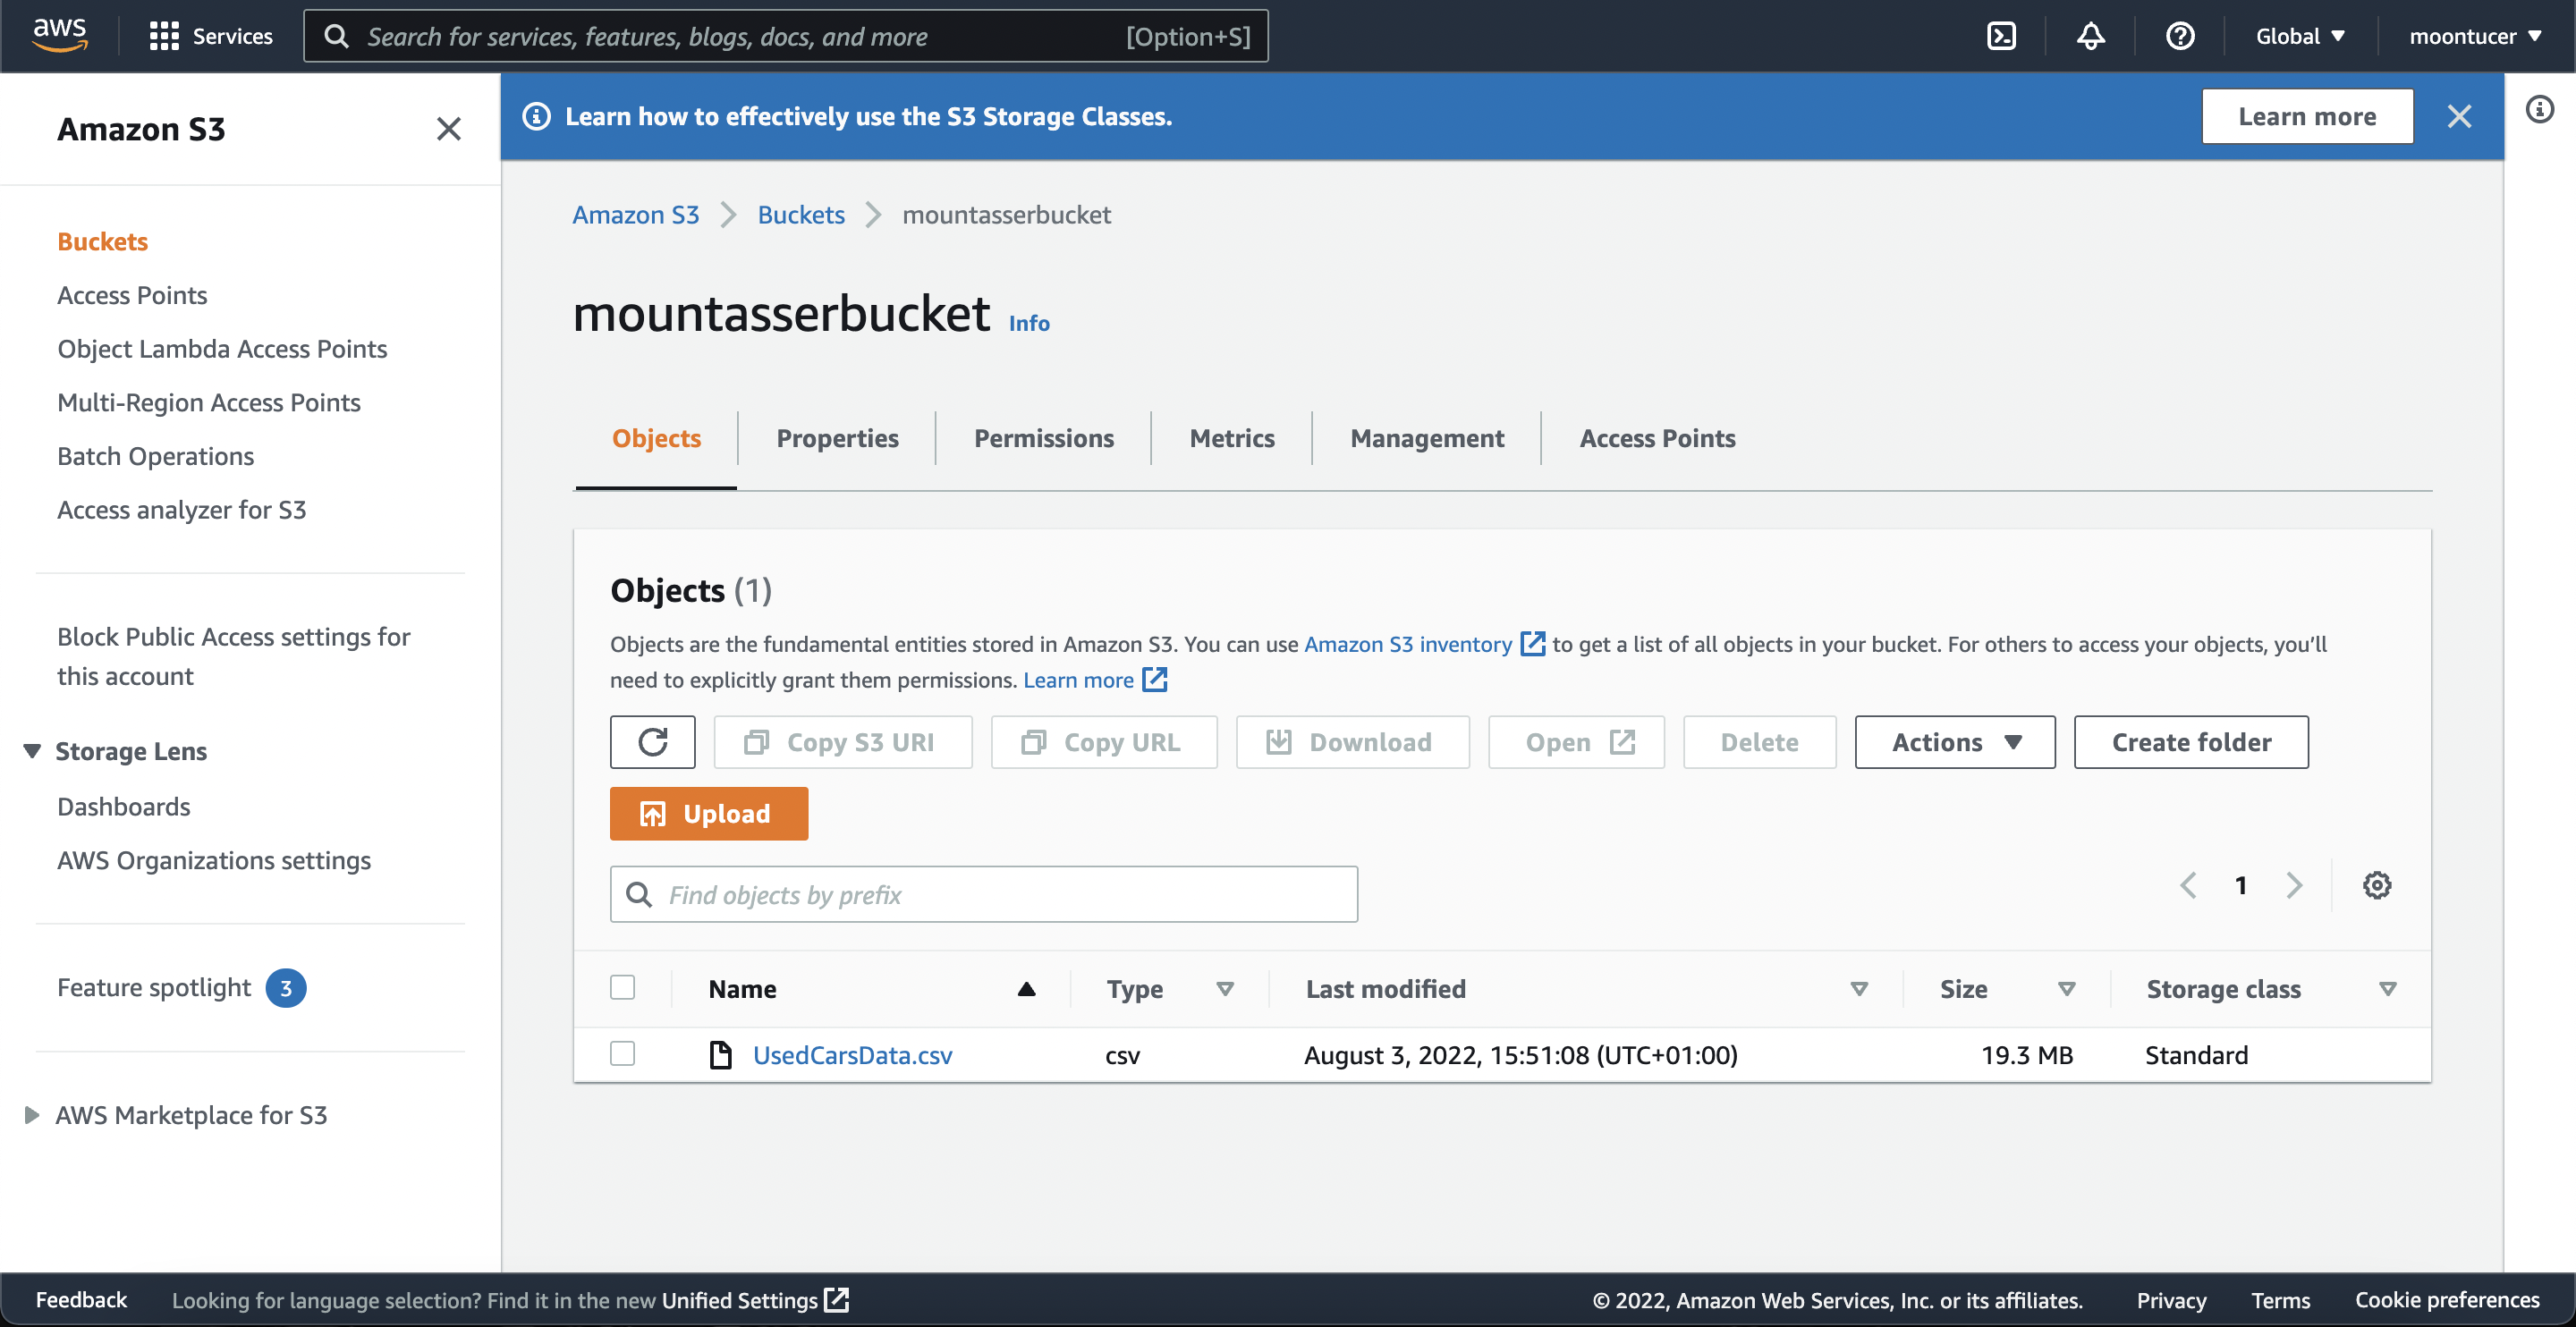 aws
Services
Search for services, features, blogs, docs, and more [Option+S]
Global
moontucer
Amazon S3
Buckets
Access Points
Object Lambda Access Points
Multi-Region Access Points
Batch Operations
Access analyzer for S3
Block Public Access settings for
this account
Storage Lens
Dashboards
AWS Organizations settings
Feature spotlight 3
AWS Marketplace for S3
Learn how to effectively use the S3 Storage Classes.
Learn more
Amazon S3 Buckets mountasserbucket
mountasserbucket Info
Objects Properties Permissions Metrics Management Access Points
Objects (1)
Objects are the fundamental entities stored in Amazon S3. You can use Amazon S3 inventory to get a list of all objects in your bucket. For others to access your objects, you’ll
need to explicitly grant them permissions. Learn more
Copy S3 URI Copy URL Download Open Delete Actions Create folder
Upload
Find objects by prefix
1
Name Type Last modified Size Storage class
UsedCarsData.csv csv August 3, 2022, 15:51:08 (UTC+01:00) 19.3 MB Standard
Feedback Looking for language selection? Find it in the new Unified Settings © 2022, Amazon Web Services, Inc. or its affiliates. Privacy Terms Cookie preferences